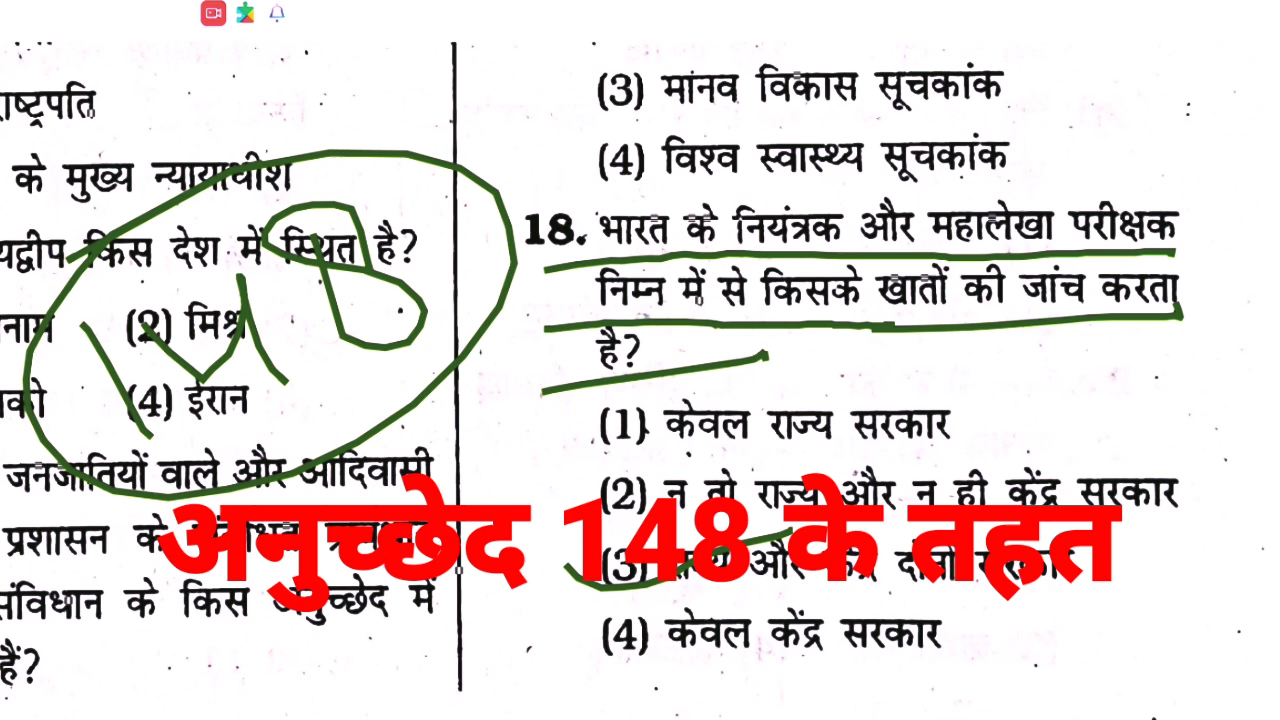 राष्ट्रपति
के मुख्य न्यायाधीश
किस देश में स्थित है?
(2) मिस्र
(4) ईरान
जनजातियों वाले और आदिवासी
प्रशासन के
संविधान के किस अनुच्छेद में
हैं?
148
(3) मानव विकास सूचकांक
(4) विश्व स्वास्थ्य सूचकांक
18. भारत के नियंत्रक और महालेखा परीक्षक
निम्न में से किसके खातों की जांच करता
है?
(1) केवल राज्य सरकार
(2) न तो राज्य और न ही केंद्र सरकार
(3) राज्य और केंद्र दोनों सरकार
(4) केवल केंद्र सरकार
अनुच्छेद 148 के तहत